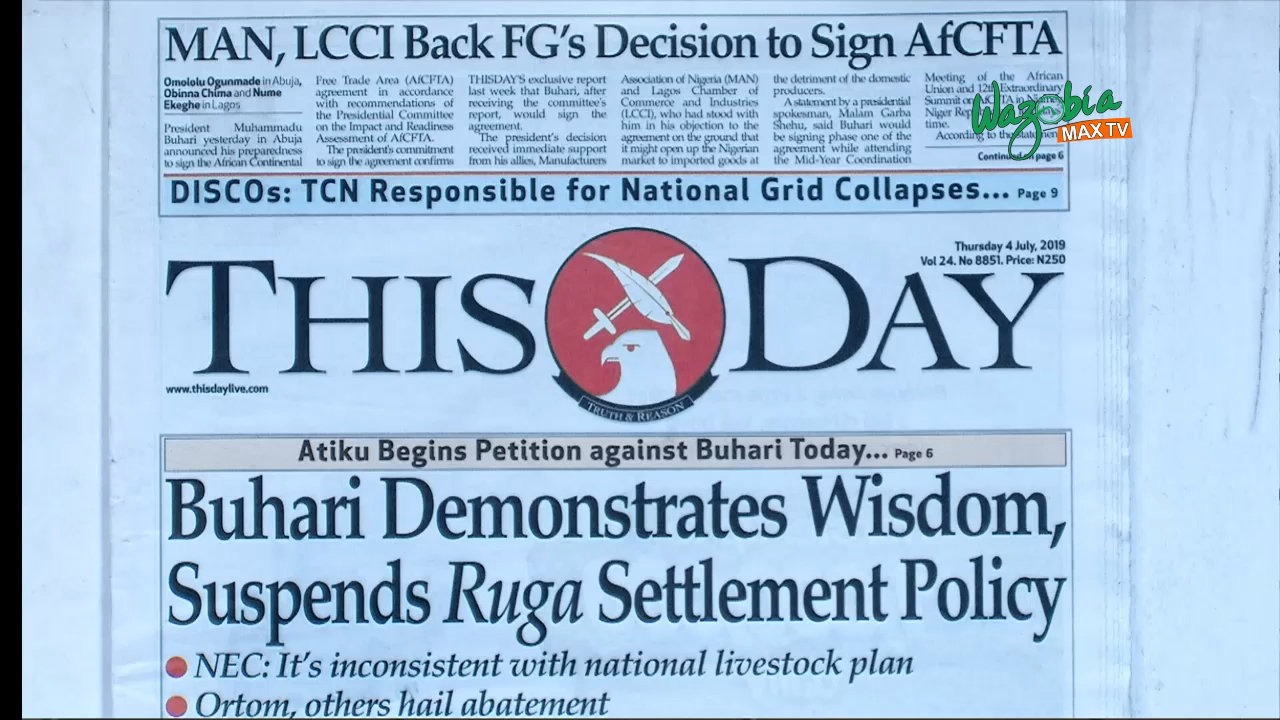 MAN, LCCI Back FG's Decision to Sign AfCFTA
Omololu Ogunmade in Abuja,
Obinna Chima and Nume
Ekeghe in Lagos
President Muhammadu
Buhari yesterday in Abuja
announced his preparedness
to sign the African Continental
Free Trade Area (AfCFTA)
agreement in accordance
with recommendations of
the Presidential Committee
on the Impact and Readiness
Assessment of AfCFTA.
The president's commitment
to sign the agreement confirms
THISDAY'S exclusive report
last week that Buhari, after
receiving the committee's
report, would sign the
agreement.
The president's decision
received immediate support
from his allies, Manufacturers
Association of Nigeria (MAN)
and Lagos Chamber of
Commerce and Industries
(LCCI), who had stood with
him in his objection to the
agreement on the ground that
it might open up the Nigerian
market to imported goods at
the detriment of the domestic
producers.
A statement by a presidential
spokesman, Malam Garba
Shehu, said Buhari would
be signing phase one of the
agreement while attending
the Mid-Year Coordination
Meeting of the African
Union and 12th Extraordinary
Summit on AfCFTA in
Niger Rep
time.
According to the statement
Continued on page 6
Wazobia
MAX TV
DISCOs: TCN Responsible for National Grid Collapses... Page 9
Thursday 4 July, 2019
Vol 24. No 8851. Price: N250
THISDAY
www.thisdaylive.com
TRUTH & REASON
Atiku Begins Petition against Buhari Today... Page 6
Buhari Demonstrates Wisdom,
Suspends Ruga Settlement Policy
NEC: It's inconsistent with national livestock plan
Ortom, others hail abatement